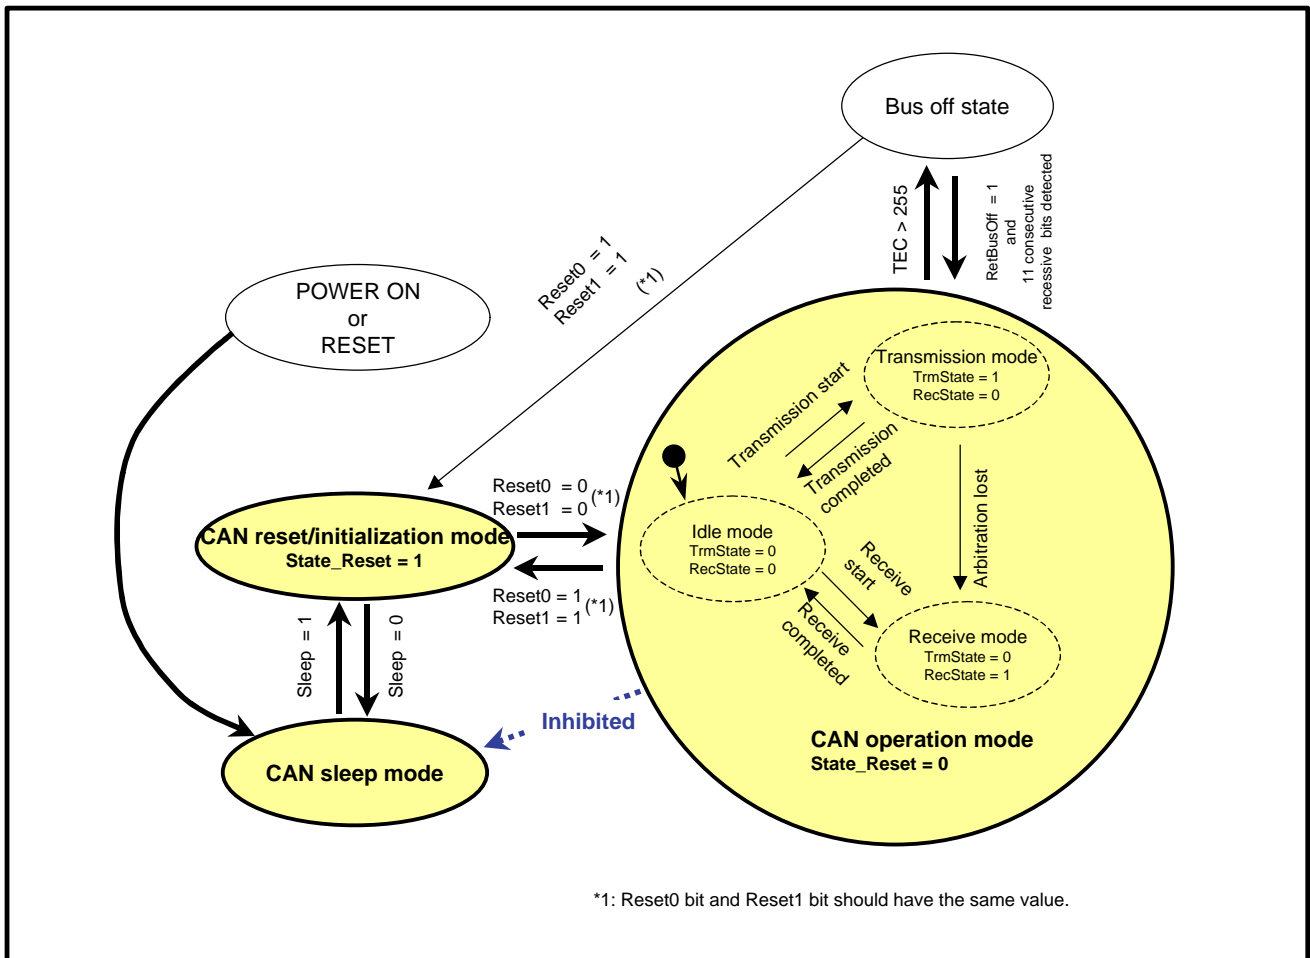 Bus off state
TEC > 255
RetBusOff = 1
and
11 consecutive
recessive bits detected
Reset0 = 1
Reset1 = 1
(*1)
POWER ON
or
RESET
Transmission mode
TrmState = 1
RecState = 0
Transmission start
Transmission
completed
Arbitration lost
Reset0 = 0
Reset1 = 0
(*1)
CAN reset/initialization mode
State_Reset = 1
Idle mode
TrmState = 0
RecState = 0
Receive
start
Reset0 = 1
Reset1 = 1
(*1)
Receive
completed
Receive mode
TrmState = 0
RecState = 1
Sleep = 1
Sleep = 0
Inhibited
CAN operation mode
State_Reset = 0
CAN sleep mode
*1: Reset0 bit and Reset1 bit should have the same value.